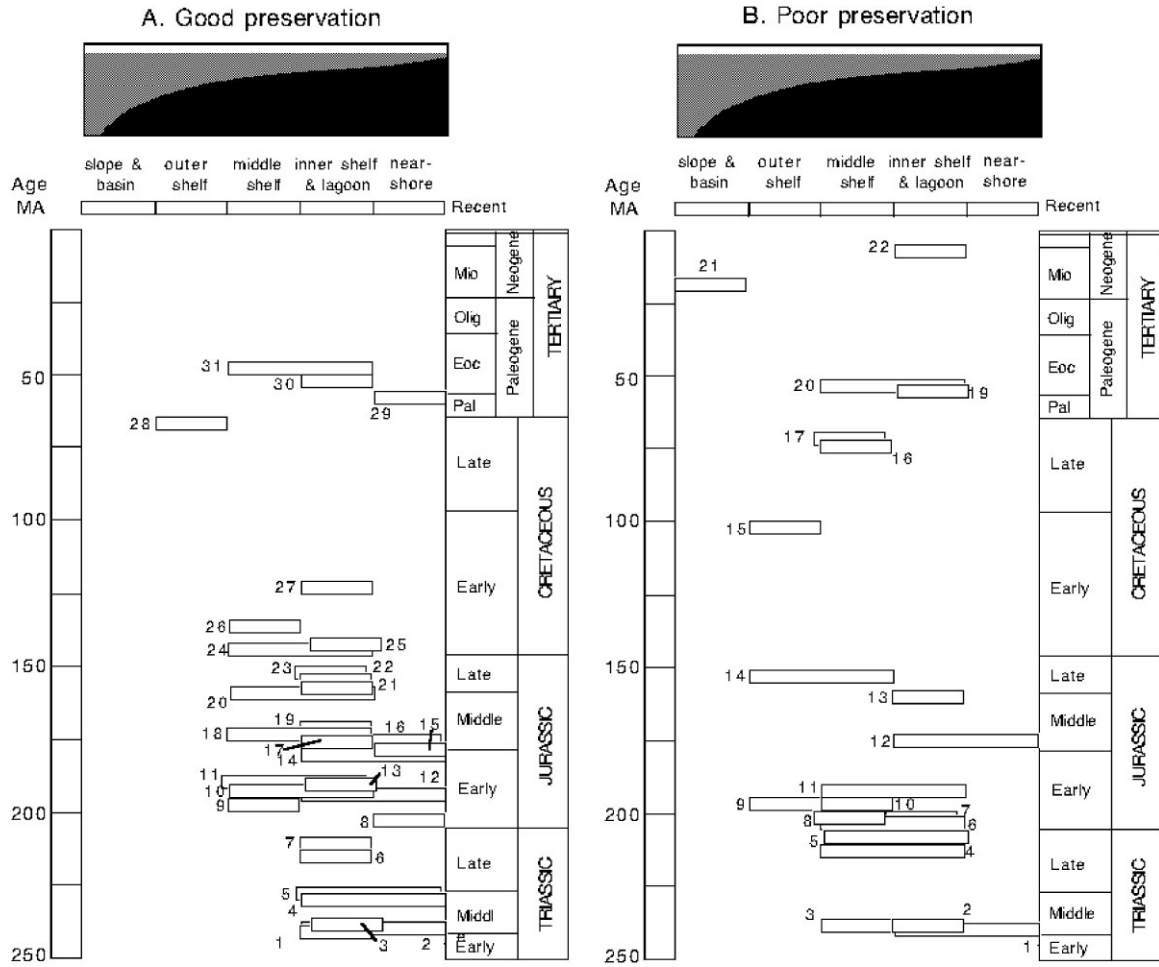 A. Good preservation
slope & basin
outer shelf
middle shelf
inner shelf & lagoon
near-shore
Age MA
Recent
50
100
150
200
250
31
30
29
28
27
26
25
24
23
22
21
20
19
18
17
16
15
14
13
12
11
10
9
8
7
6
5
4
3
2
1
Mio
Olig
Eoc
Pal
Late
Early
Late
Middle
Early
Late
Middl
Early
Neogene
Paleogene
TERTIARY
CRETACEOUS
JURASSIC
TRIASSIC
B. Poor preservation
slope & basin
outer shelf
middle shelf
inner shelf & lagoon
near-shore
Age MA
Recent
50
100
150
200
250
22
21
20
19
17
16
15
14
13
12
11
10
9
8
7
6
5
4
3
2
1
Mio
Olig
Eoc
Pal
Late
Early
Late
Middle
Early
Late
Middle
Early
Neogene
Paleogene
TERTIARY
CRETACEOUS
JURASSIC
TRIASSIC